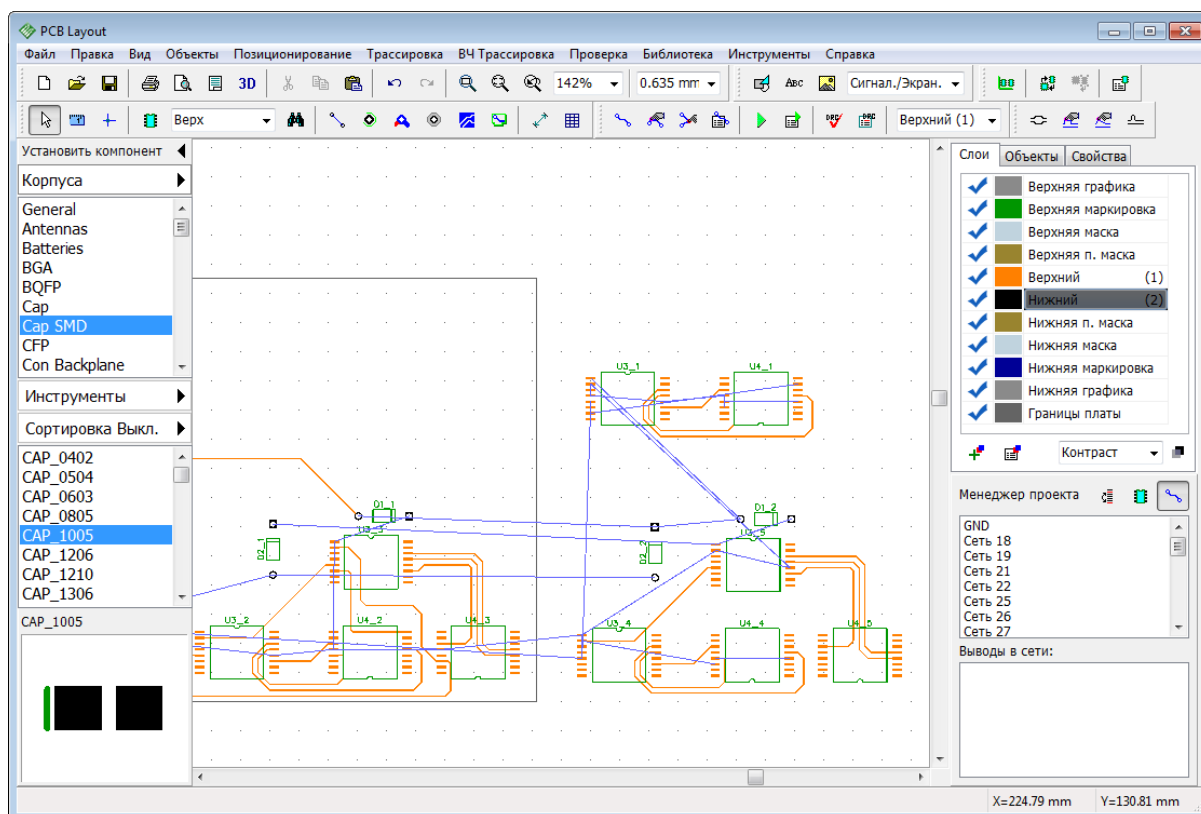 PCB Layout
Файл Правка Вид Объекты Позиционирование Трассировка ВЧ Трассировка Проверка Библиотека Инструменты Справка
3D 142% 0.635 mm ABC Сигнал./Экран.
Верх DRC DRC Верхний (1)
Установить компонент
Корпуса
General
Antennas
Batteries
BGA
BQFP
Cap
Cap SMD
CFP
Con Backplane
Инструменты
Сортировка Выкл.
CAP_0402
CAP_0504
CAP_0603
CAP_0805
CAP_1005
CAP_1206
CAP_1210
CAP_1306
CAP_1005
U3_1 U4_1
D1_1 D1_2
U3_3 U3_5
D2_1 D2_2
U3_2 U4_2 U4_3 U3_4 U4_4 U4_5
Слои Объекты Свойства
Верхняя графика
Верхняя маркировка
Верхняя маска
Верхняя п. маска
Верхний (1)
Нижний (2)
Нижняя п. маска
Нижняя маска
Нижняя маркировка
Нижняя графика
Границы платы
Контраст
Менеджер проекта
GND
Сеть 18
Сеть 19
Сеть 21
Сеть 22
Сеть 25
Сеть 26
Сеть 27
Выводы в сети:
X=224.79 mm Y=130.81 mm